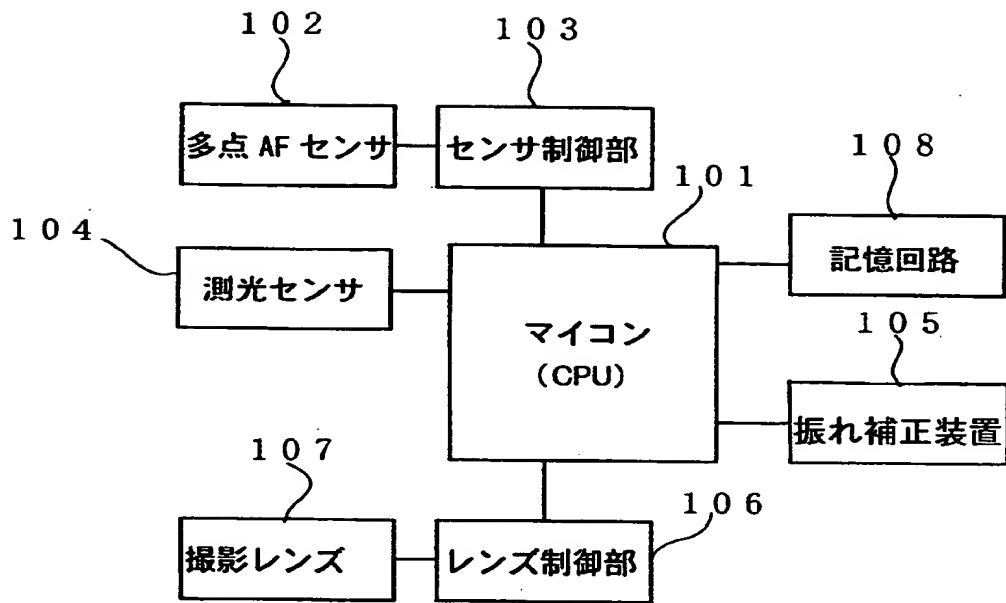 １０２
１０３
多点 AF センサ
センサ制御部
１０８
１０１
１０４
記憶回路
測光センサ
マイコン
（CPU）
１０５
振れ補正装置
１０７
１０６
撮影レンズ
レンズ制御部